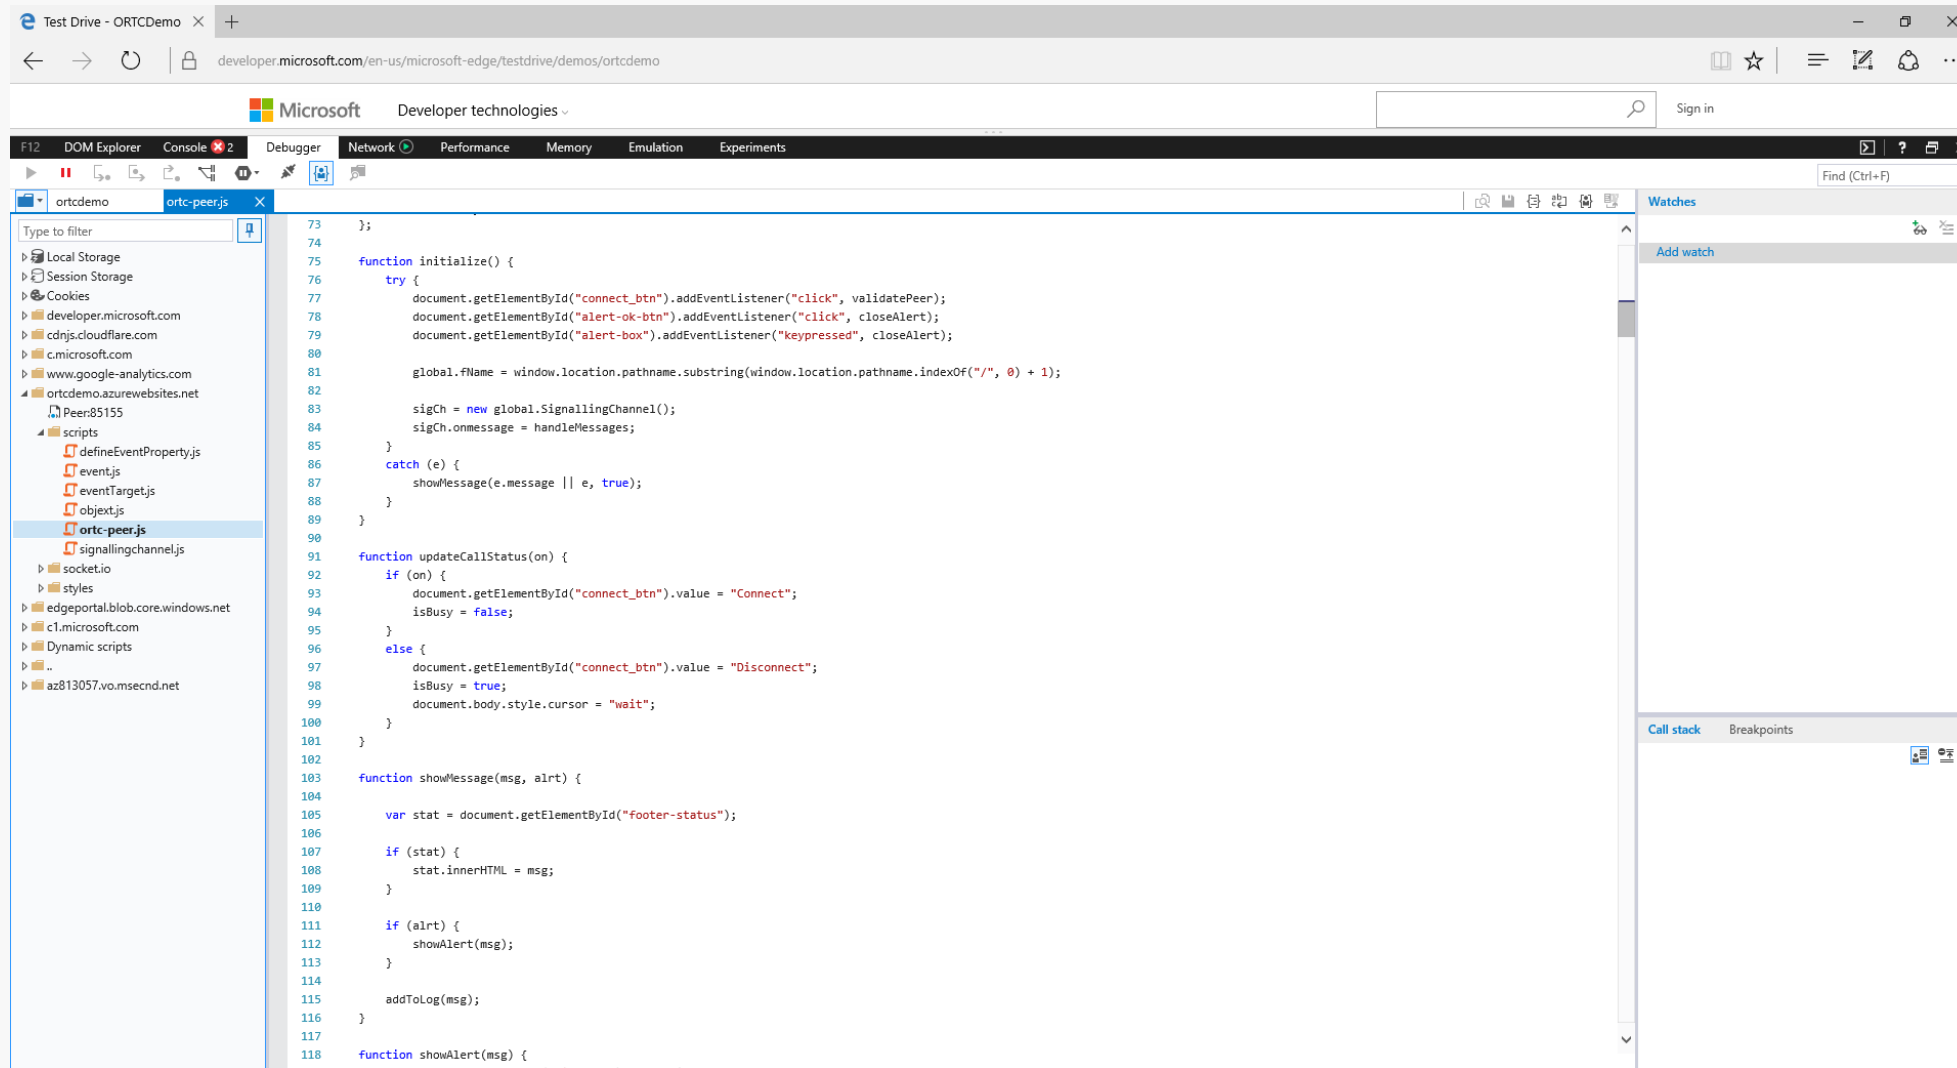 Test Drive - ORTCDemo
developer.microsoft.com/en-us/microsoft-edge/testdrive/demos/ortcdemo
Microsoft
Developer technologies
Sign in
F12 DOM Explorer Console 2 Debugger Network Performance Memory Emulation Experiments ?
Find (Ctrl+F)
ortcdemo
ortc-peer.js
Watches
Type to filter
Add watch
Local Storage
Session Storage
Cookies
developer.microsoft.com
cdnjs.cloudflare.com
c.microsoft.com
www.google-analytics.com
ortcdemo.azurewebsites.net
Peer:85155
scripts
defineEventProperty.js
event.js
eventTarget.js
objext.js
ortc-peer.js
signallingchannel.js
socket.io
styles
edgeportal.blob.core.windows.net
c1.microsoft.com
Dynamic scripts
..
az813057.vo.msecnd.net
73 };
74
75 function initialize() {
76 try {
77 document.getElementById("connect_btn").addEventListener("click", validatePeer);
78 document.getElementById("alert-ok-btn").addEventListener("click", closeAlert);
79 document.getElementById("alert-box").addEventListener("keypressed", closeAlert);
80
81 global.fName = window.location.pathname.substring(window.location.pathname.indexOf("/", 0) + 1);
82
83 sigCh = new global.SignallingChannel();
84 sigCh.onmessage = handleMessages;
85 }
86 catch (e) {
87 showMessage(e.message || e, true);
88 }
89 }
90
91 function updateCallStatus(on) {
92 if (on) {
93 document.getElementById("connect_btn").value = "Connect";
94 isBusy = false;
95 }
96 else {
97 document.getElementById("connect_btn").value = "Disconnect";
98 isBusy = true;
99 document.body.style.cursor = "wait";
100 }
101 }
102
103 function showMessage(msg, alrt) {
104
105 var stat = document.getElementById("footer-status");
106
107 if (stat) {
108 stat.innerHTML = msg;
109 }
110
111 if (alrt) {
112 showAlert(msg);
113 }
114
115 addToLog(msg);
116 }
117
118 function showAlert(msg) {
Call stack
Breakpoints